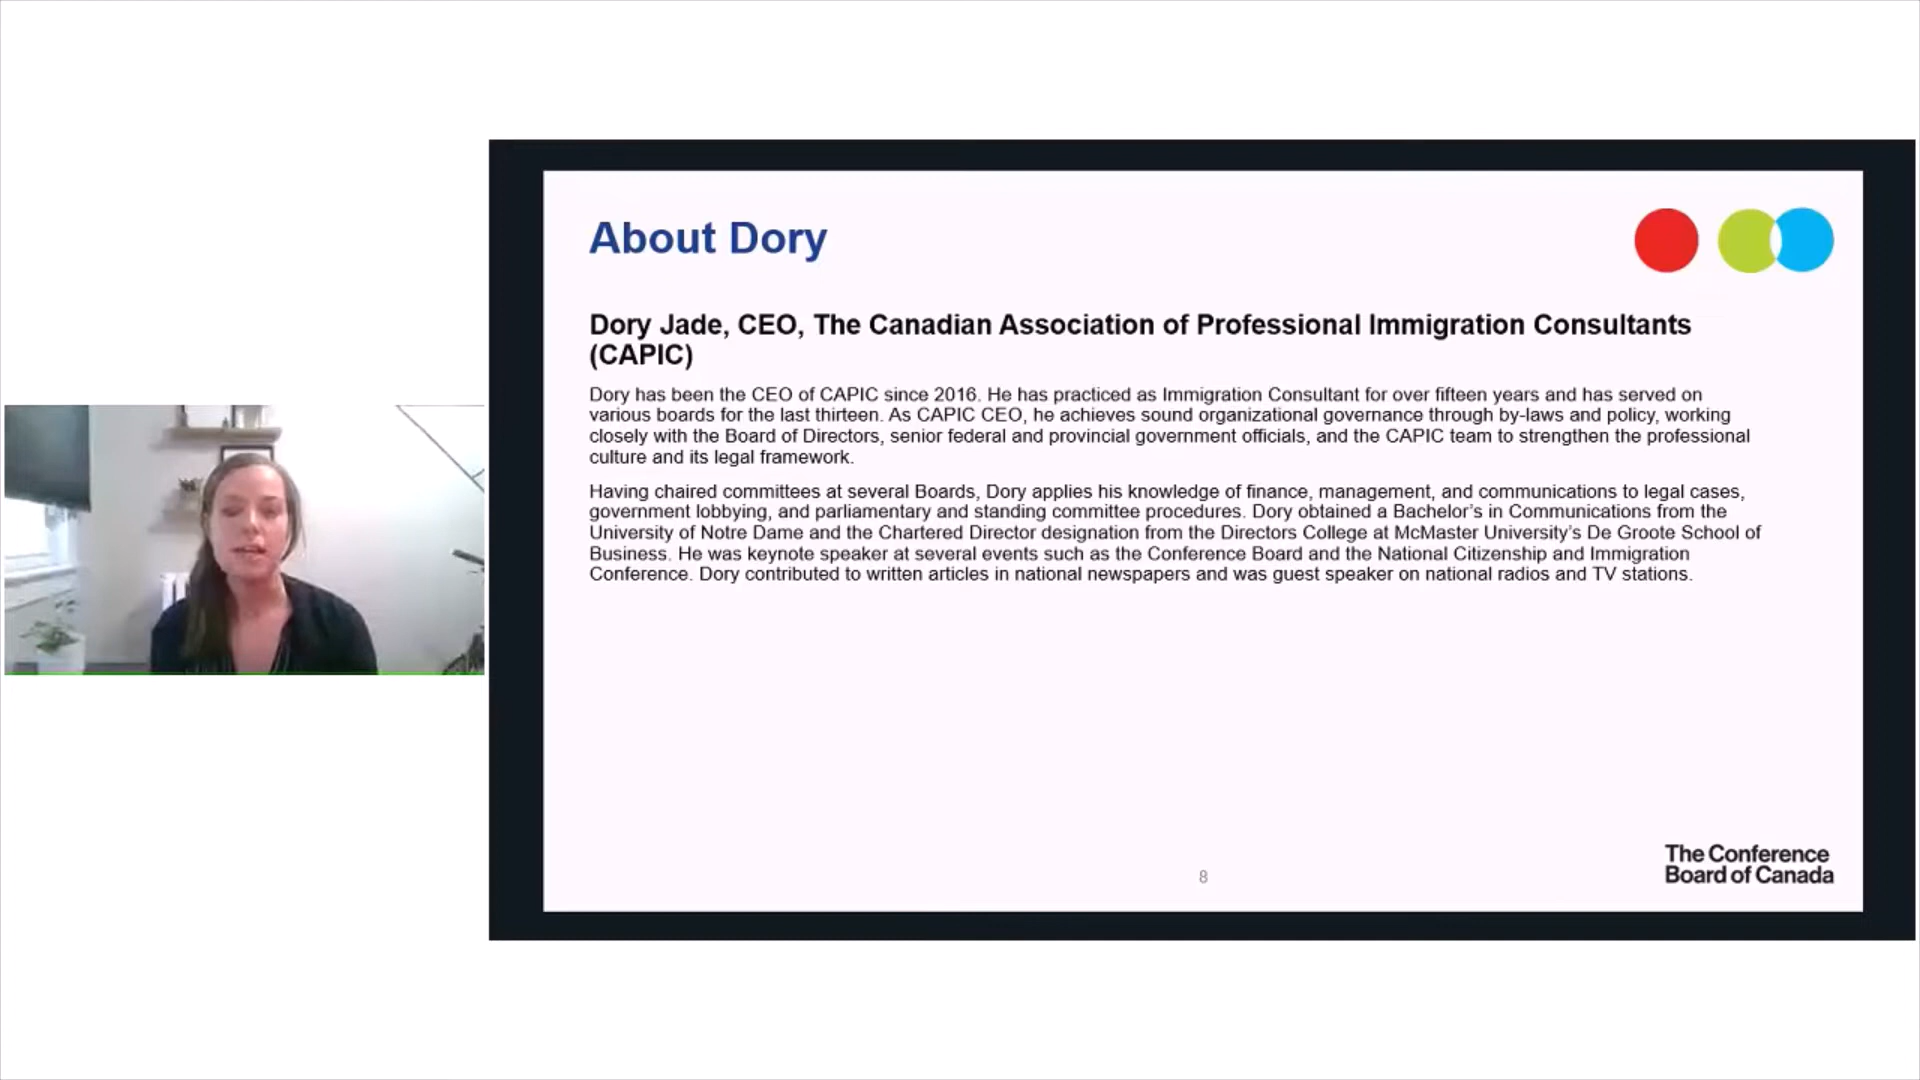 About Dory
Dory Jade, CEO, The Canadian Association of Professional Immigration Consultants
(CAPIC)
Dory has been the CEO of CAPIC since 2016. He has practiced as Immigration Consultant for over fifteen years and has served on
various boards for the last thirteen. As CAPIC CEO, he achieves sound organizational governance through by-laws and policy, working
closely with the Board of Directors, senior federal and provincial government officials, and the CAPIC team to strengthen the professional
culture and its legal framework.
Having chaired committees at several Boards, Dory applies his knowledge of finance, management, and communications to legal cases,
government lobbying, and parliamentary and standing committee procedures. Dory obtained a Bachelor’s in Communications from the
University of Notre Dame and the Chartered Director designation from the Directors College at McMaster University’s De Groote School of
Business. He was keynote speaker at several events such as the Conference Board and the National Citizenship and Immigration
Conference. Dory contributed to written articles in national newspapers and was guest speaker on national radios and TV stations.
8
The Conference
Board of Canada